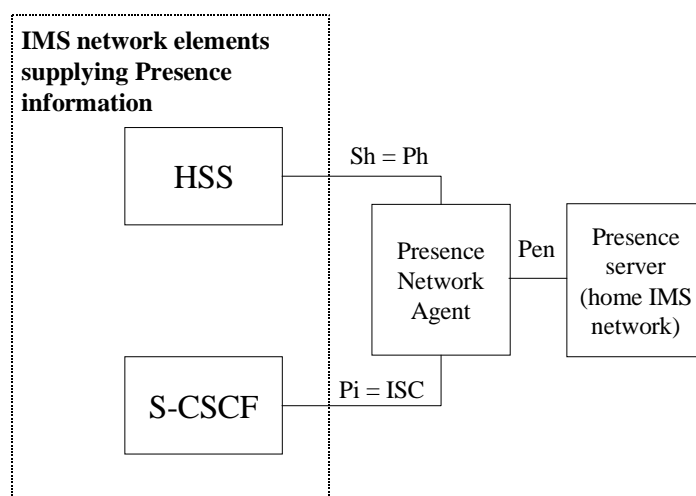 IMS network elements
supplying Presence
information
HSS
Sh = Ph
Presence
Network
Agent
Pen
Presence
server
(home IMS
network)
S-CSCF
Pi = ISC